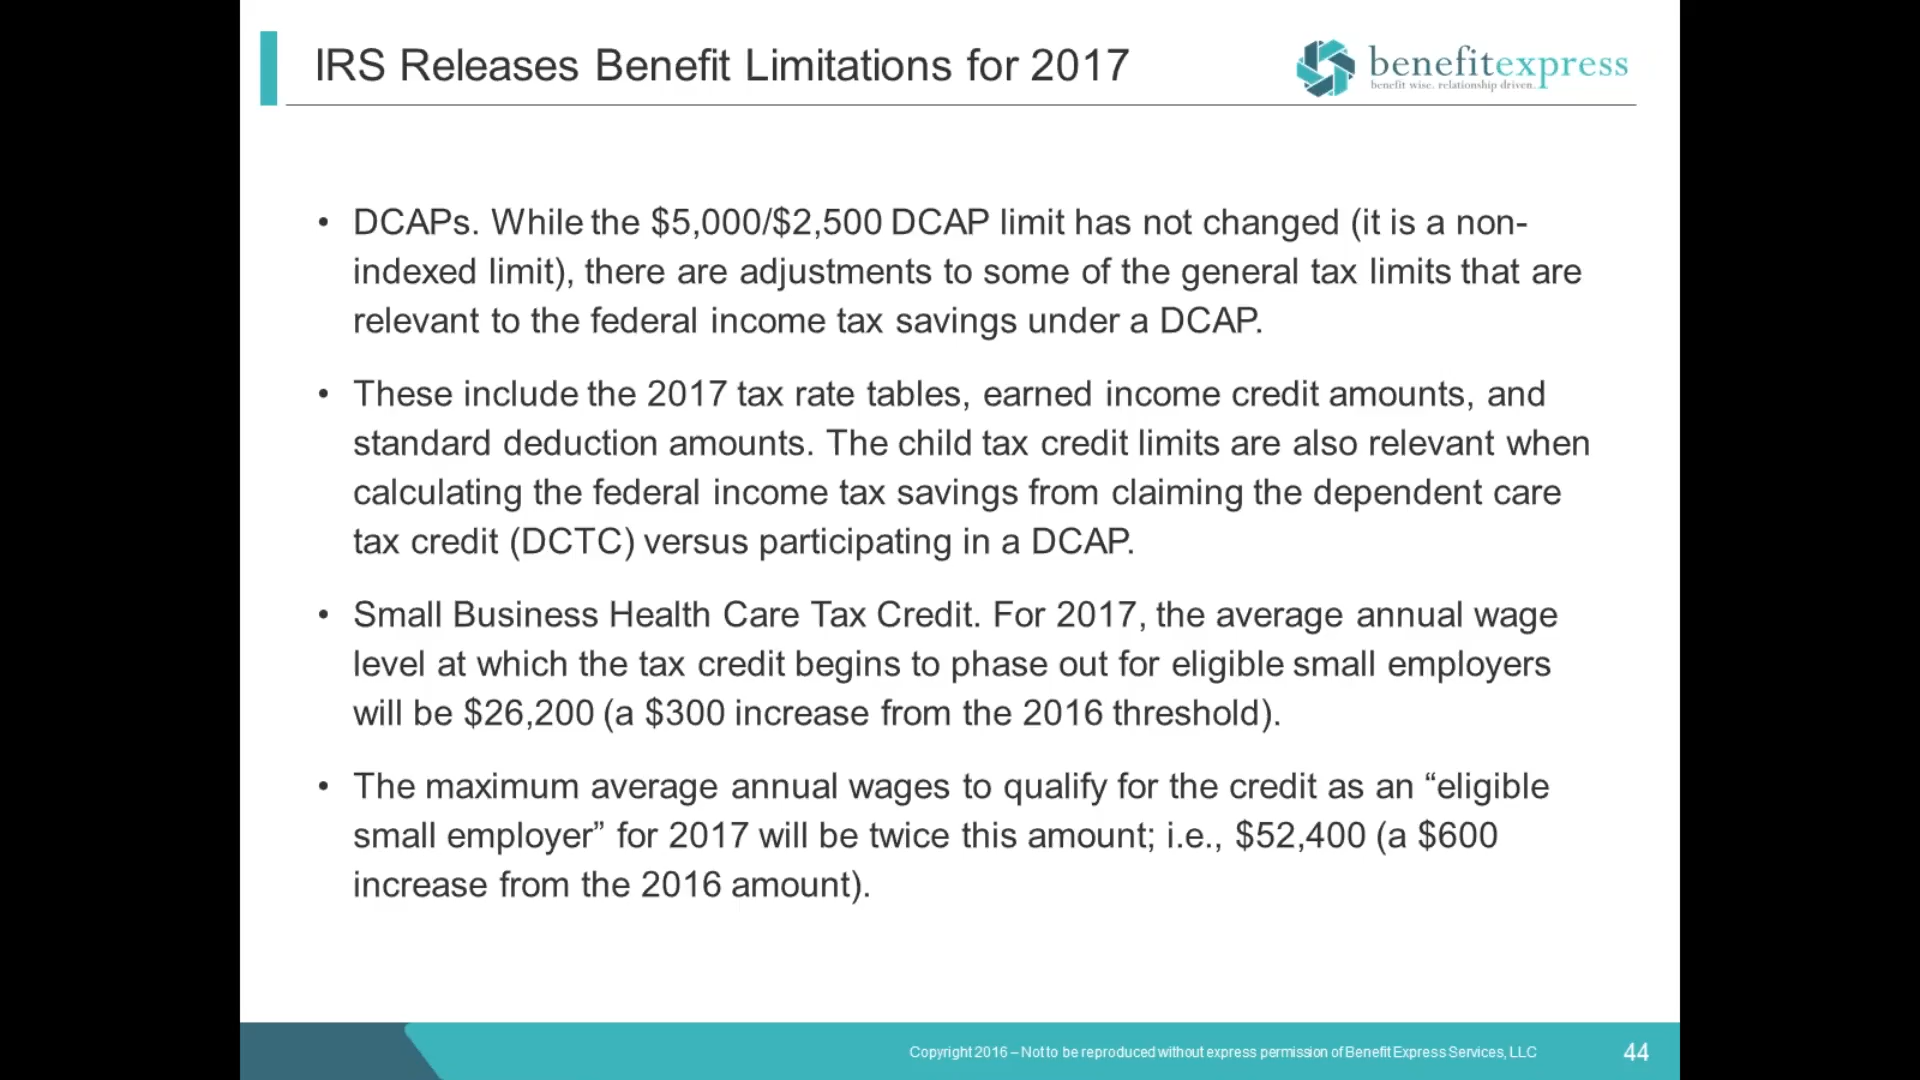 IRS Releases Benefit Limitations for 2017
benefitexpress
benefit wise. relationship driven.
• DCAPs. While the $5,000/$2,500 DCAP limit has not changed (it is a non-
indexed limit), there are adjustments to some of the general tax limits that are
relevant to the federal income tax savings under a DCAP.
• These include the 2017 tax rate tables, earned income credit amounts, and
standard deduction amounts. The child tax credit limits are also relevant when
calculating the federal income tax savings from claiming the dependent care
tax credit (DCTC) versus participating in a DCAP.
• Small Business Health Care Tax Credit. For 2017, the average annual wage
level at which the tax credit begins to phase out for eligible small employers
will be $26,200 (a $300 increase from the 2016 threshold).
• The maximum average annual wages to qualify for the credit as an “eligible
small employer” for 2017 will be twice this amount; i.e., $52,400 (a $600
increase from the 2016 amount).
Copyright 2016 – Not to be reproduced without express permission of Benefit Express Services, LLC
44